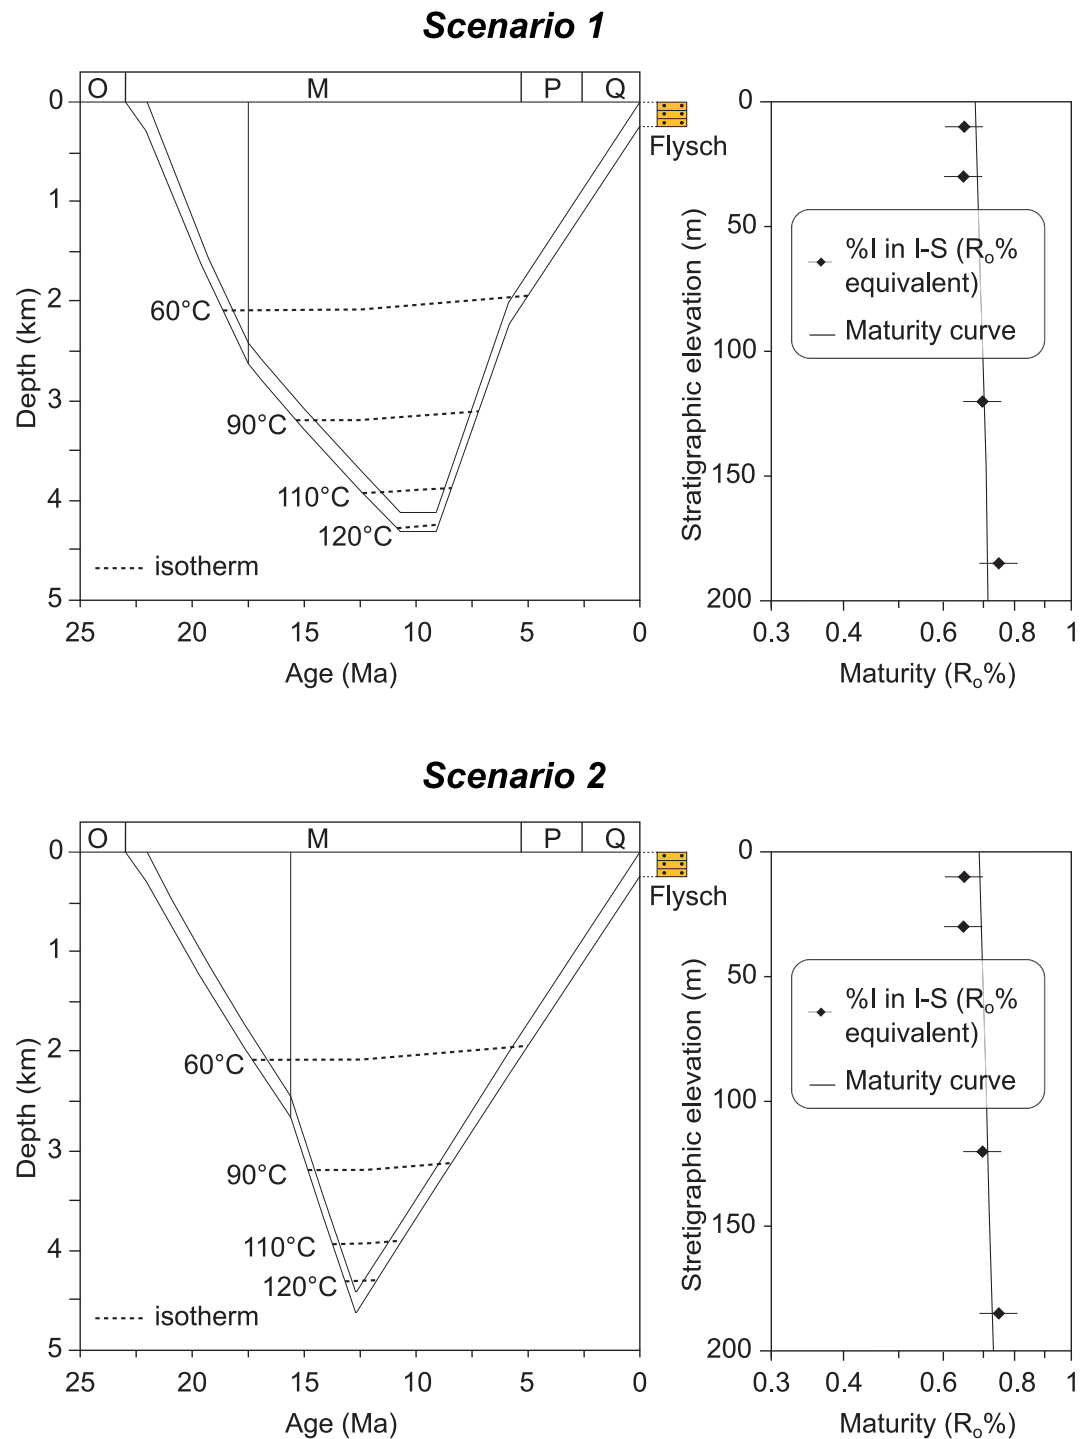 Scenario 1
O M P Q
0
1
2
3
4
5
Depth (km)
60°C
90°C
110°C
120°C
isotherm
25 20 15 10 5 0
Age (Ma)
Flysch
0
50
100
150
200
Stratigraphic elevation (m)
%I in I-S (Ro%
equivalent)
Maturity curve
0.3 0.4 0.6 0.8 1
Maturity (Ro%)
Scenario 2
O M P Q
0
1
2
3
4
5
Depth (km)
60°C
90°C
110°C
120°C
isotherm
25 20 15 10 5 0
Age (Ma)
Flysch
0
50
100
150
200
Stretigraphic elevation (m)
%I in I-S (Ro%
equivalent)
Maturity curve
0.3 0.4 0.6 0.8 1
Maturity (Ro%)